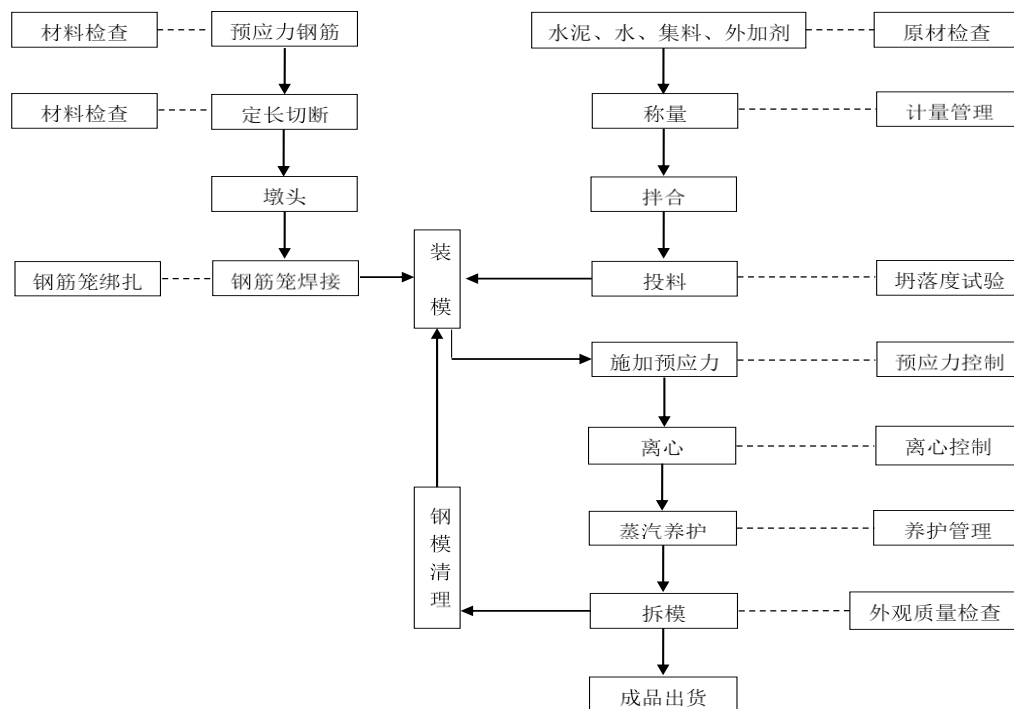 材料检查
预应力钢筋
水泥、水、集料、外加剂
原材检查
材料检查
定长切断
称量
计量管理
墩头
拌合
装模
钢筋笼绑扎
钢筋笼焊接
投料
坍落度试验
施加预应力
预应力控制
离心
离心控制
钢模清理
蒸汽养护
养护管理
拆模
外观质量检查
成品出货